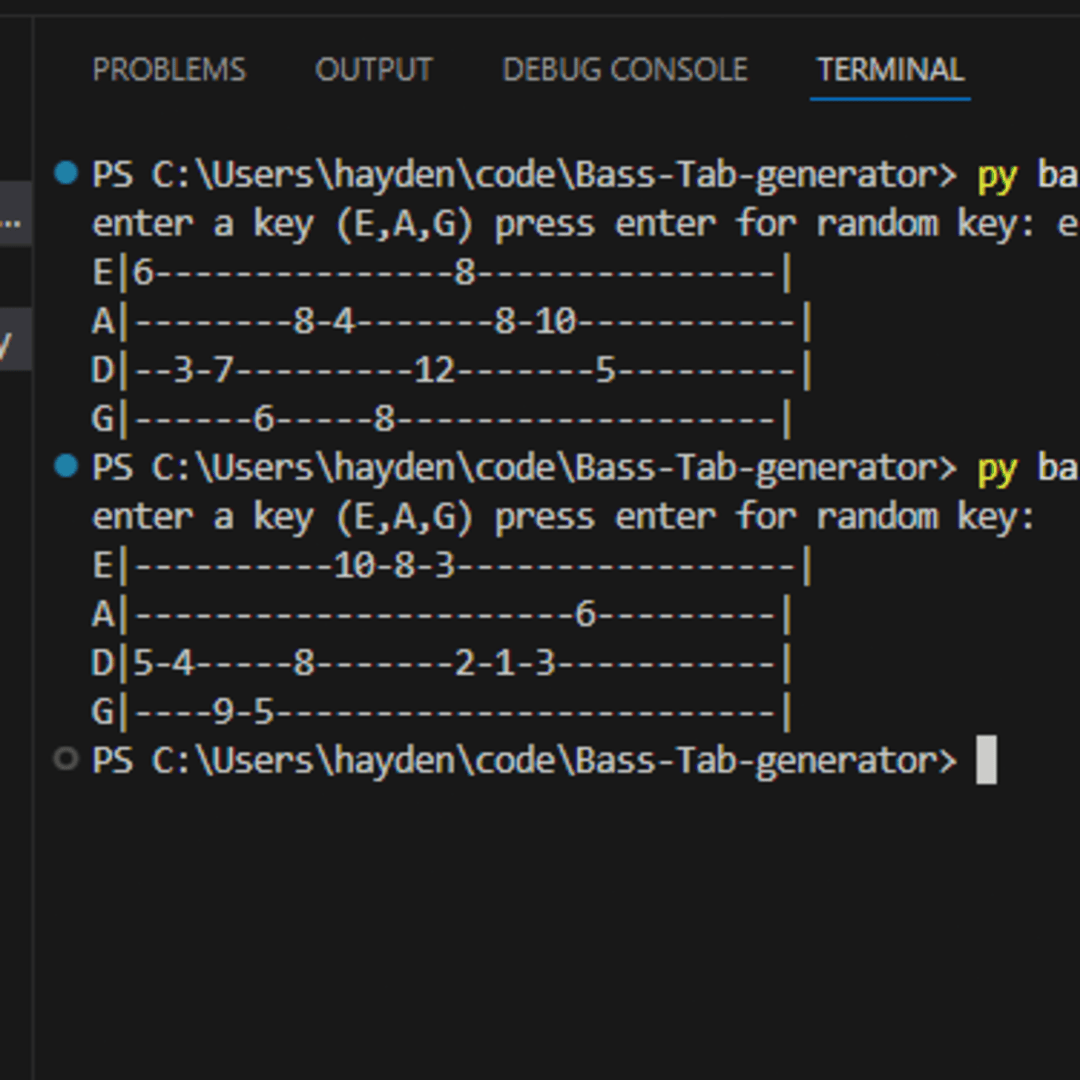 PROBLEMS OUTPUT DEBUG CONSOLE TERMINAL
PS C:\Users\hayden\code\Bass-Tab-generator> py ba
...
enter a key (E,A,G) press enter for random key: e
E|6---------------8---------------|
A|--------8-4-------8-10-----------|
y
D|--3-7---------12-------5---------|
G|------6-----8-------------------|
PS C:\Users\hayden\code\Bass-Tab-generator> py ba
enter a key (E,A,G) press enter for random key:
E|----------10-8-3-----------------|
A|----------------------6---------|
D|5-4-----8-------2-1-3-----------|
G|----9-5-------------------------|
PS C:\Users\hayden\code\Bass-Tab-generator>